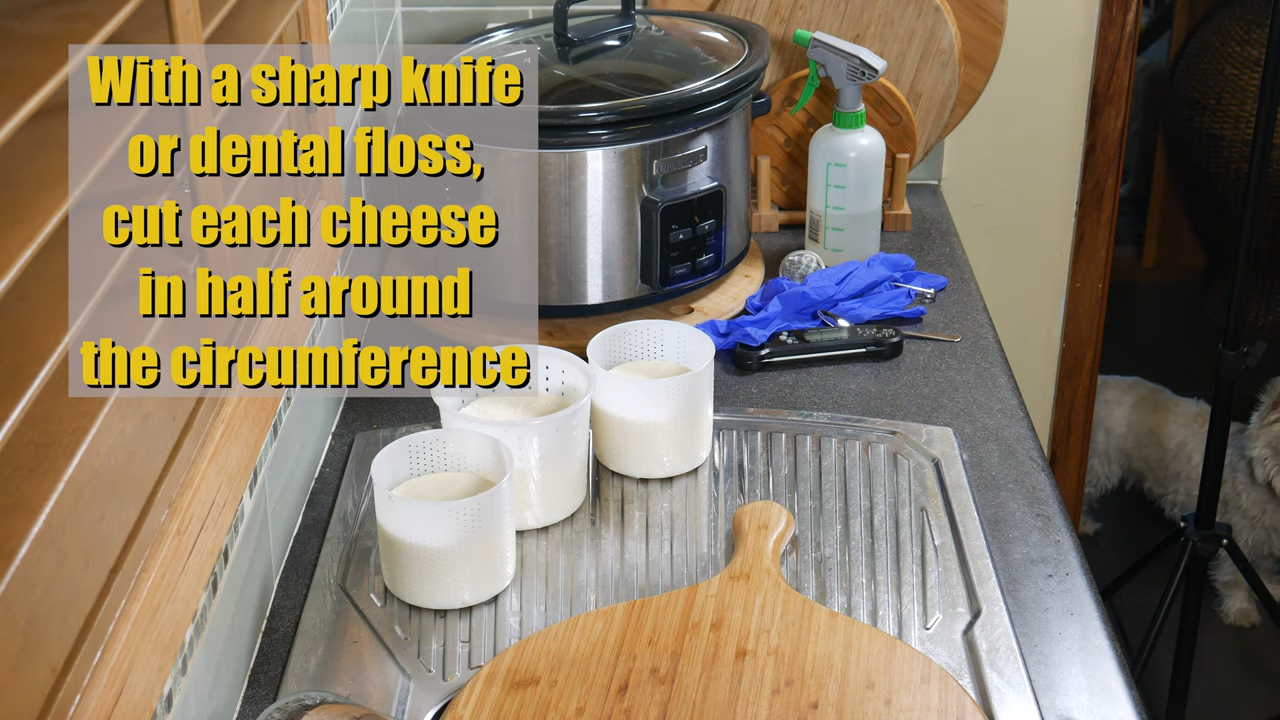 With a sharp knife
or dental floss,
cut each cheese
in half around
the circumference